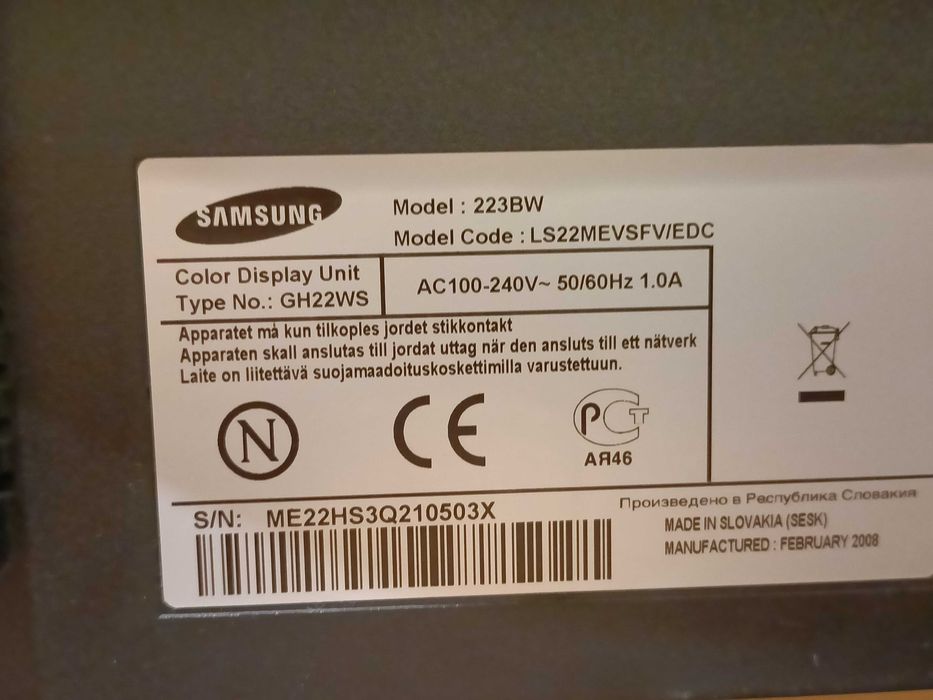 SAMSUNG
Model : 223BW
Model Code : LS22MEVSFV/EDC
Color Display Unit
Type No.: GH22WS
AC100-240V~ 50/60Hz 1.0A
Apparatet må kun tilkoples jordet stikkontakt
Apparaten skall anslutas till jordat uttag när den ansluts till ett nätverk
Laite on liitettävä suojamaadoituskoskettimilla varustettuun.
N
CE
РСТ
АЯ46
S/N: ME22HS3Q210503X
Произведено в Республика Словакия
MADE IN SLOVAKIA (SESK)
MANUFACTURED : FEBRUARY 2008